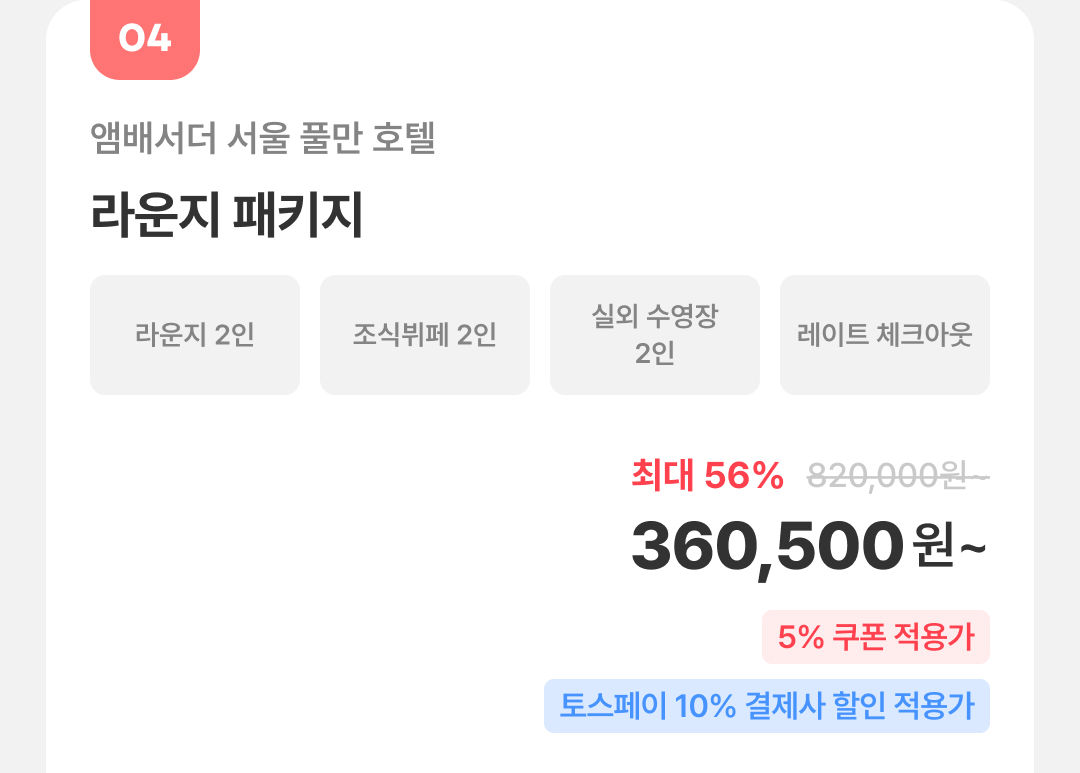 04
앰배서더 서울 풀만 호텔
라운지 패키지
라운지 2인
조식뷔페 2인
실외 수영장
2인
레이트 체크아웃
최대 56% 820,000원~
360,500원~
5% 쿠폰 적용가
토스페이 10% 결제사 할인 적용가